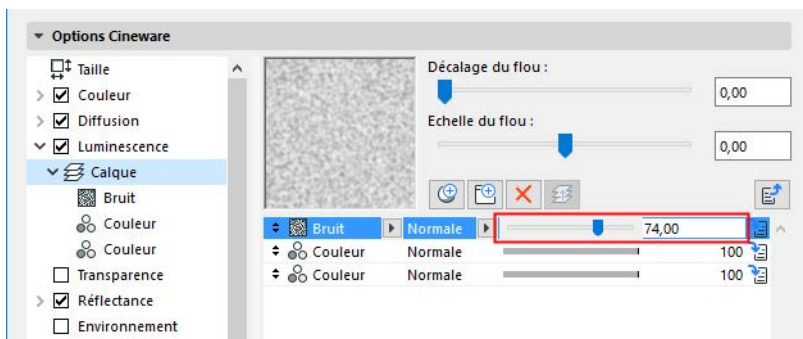 Options Cineware
Taille
Couleur
Diffusion
Luminescence
Calque
Bruit
Couleur
Couleur
Transparence
Réflectance
Environnement
Décalage du flou :
0,00
Echelle du flou :
0,00
Bruit Normale 74,00
Couleur Normale 100
Couleur Normale 100